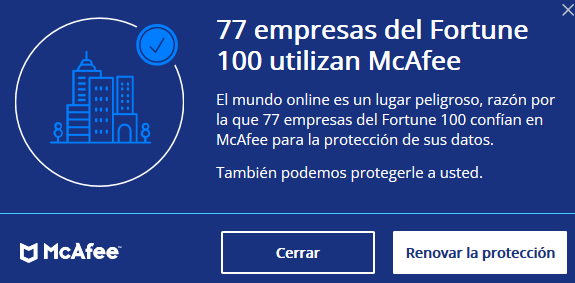 77 empresas del Fortune
100 utilizan McAfee
El mundo online es un lugar peligroso, razón por
la que 77 empresas del Fortune 100 confían en
McAfee para la protección de sus datos.
También podemos protegerle a usted.
McAfee™
Cerrar
Renovar la protección